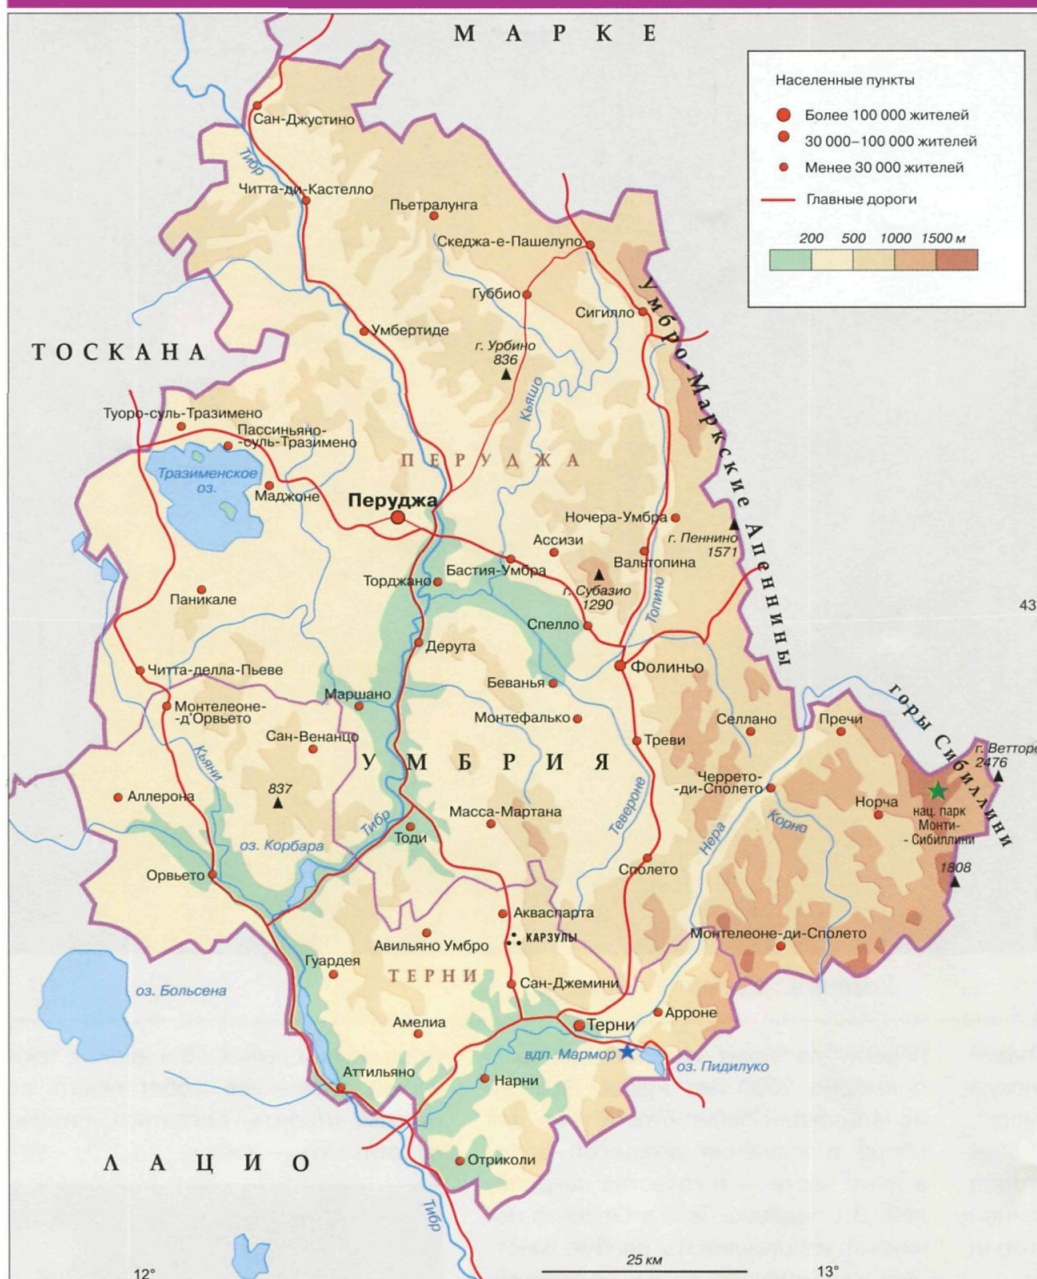 МАРКЕ
Населенные пункты
Более 100 000 жителей
30 000–100 000 жителей
Менее 30 000 жителей
Главные дороги
200 500 1000 1500 м
Сан-Джустино
Тибр
Читта-ди-Кастелло
Пьетралунга
Скеджа-е-Пашелупо
Губбио
Сигилло
Умбро-Маркские Апеннины
Умбертиде
г. Урбино
836
ТОСКАНА
Кьяшо
Туоро-суль-Тразимено
Пассиньяно-
-суль-Тразимено
ПЕРУДЖА
Тразименское
оз.
Маджоне
Перуджа
Ночера-Умбра
г. Пеннино
1571
Ассизи
Вальтопина
Бастия-Умбра
Торджано
г. Субазио
1290
Топино
Паникале
43
Спелло
Дерута
Фолиньо
Читта-делла-Пьеве
Беванья
Маршано
Монтелеоне-
-д'Орвьето
Монтефалько
Селлано
Пречи
горы Сибиллини
Сан-Венанцо
Треви
г. Ветторе
2476
УМБРИЯ
Кьяни
Черрето-
-ди-Сполето
Аллерона
837
Норча
нац. парк
Монти-
-Сибиллини
Масса-Мартана
Тевероне
Корно
Тибр
Тоди
Нера
оз. Корбара
Сполето
1808
Орвьето
Акваспарта
Монтелеоне-ди-Сполето
КАРЗУЛЫ
Авильяно Умбро
Гуардея
ТЕРНИ
Сан-Джемини
оз. Больсена
Арроне
Амелиа
Терни
вдп. Мармор
оз. Пидилуко
Аттильяно
Нарни
ЛАЦИО
Отриколи
Тибр
25 км
12°
13°